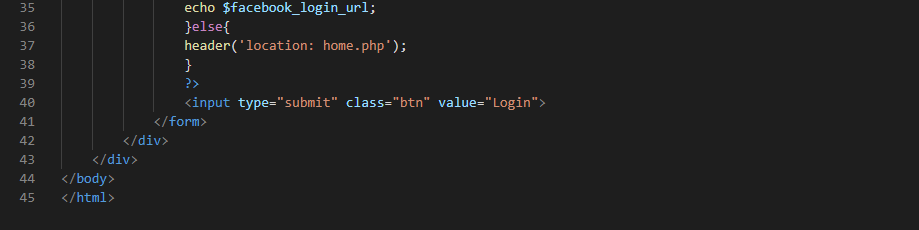 35 echo $facebook_login_url;
36 }else{
37 header('location: home.php');
38 }
39 ?>
40 <input type="submit" class="btn" value="Login">
41 </form>
42 </div>
43 </div>
44 </body>
45 </html>